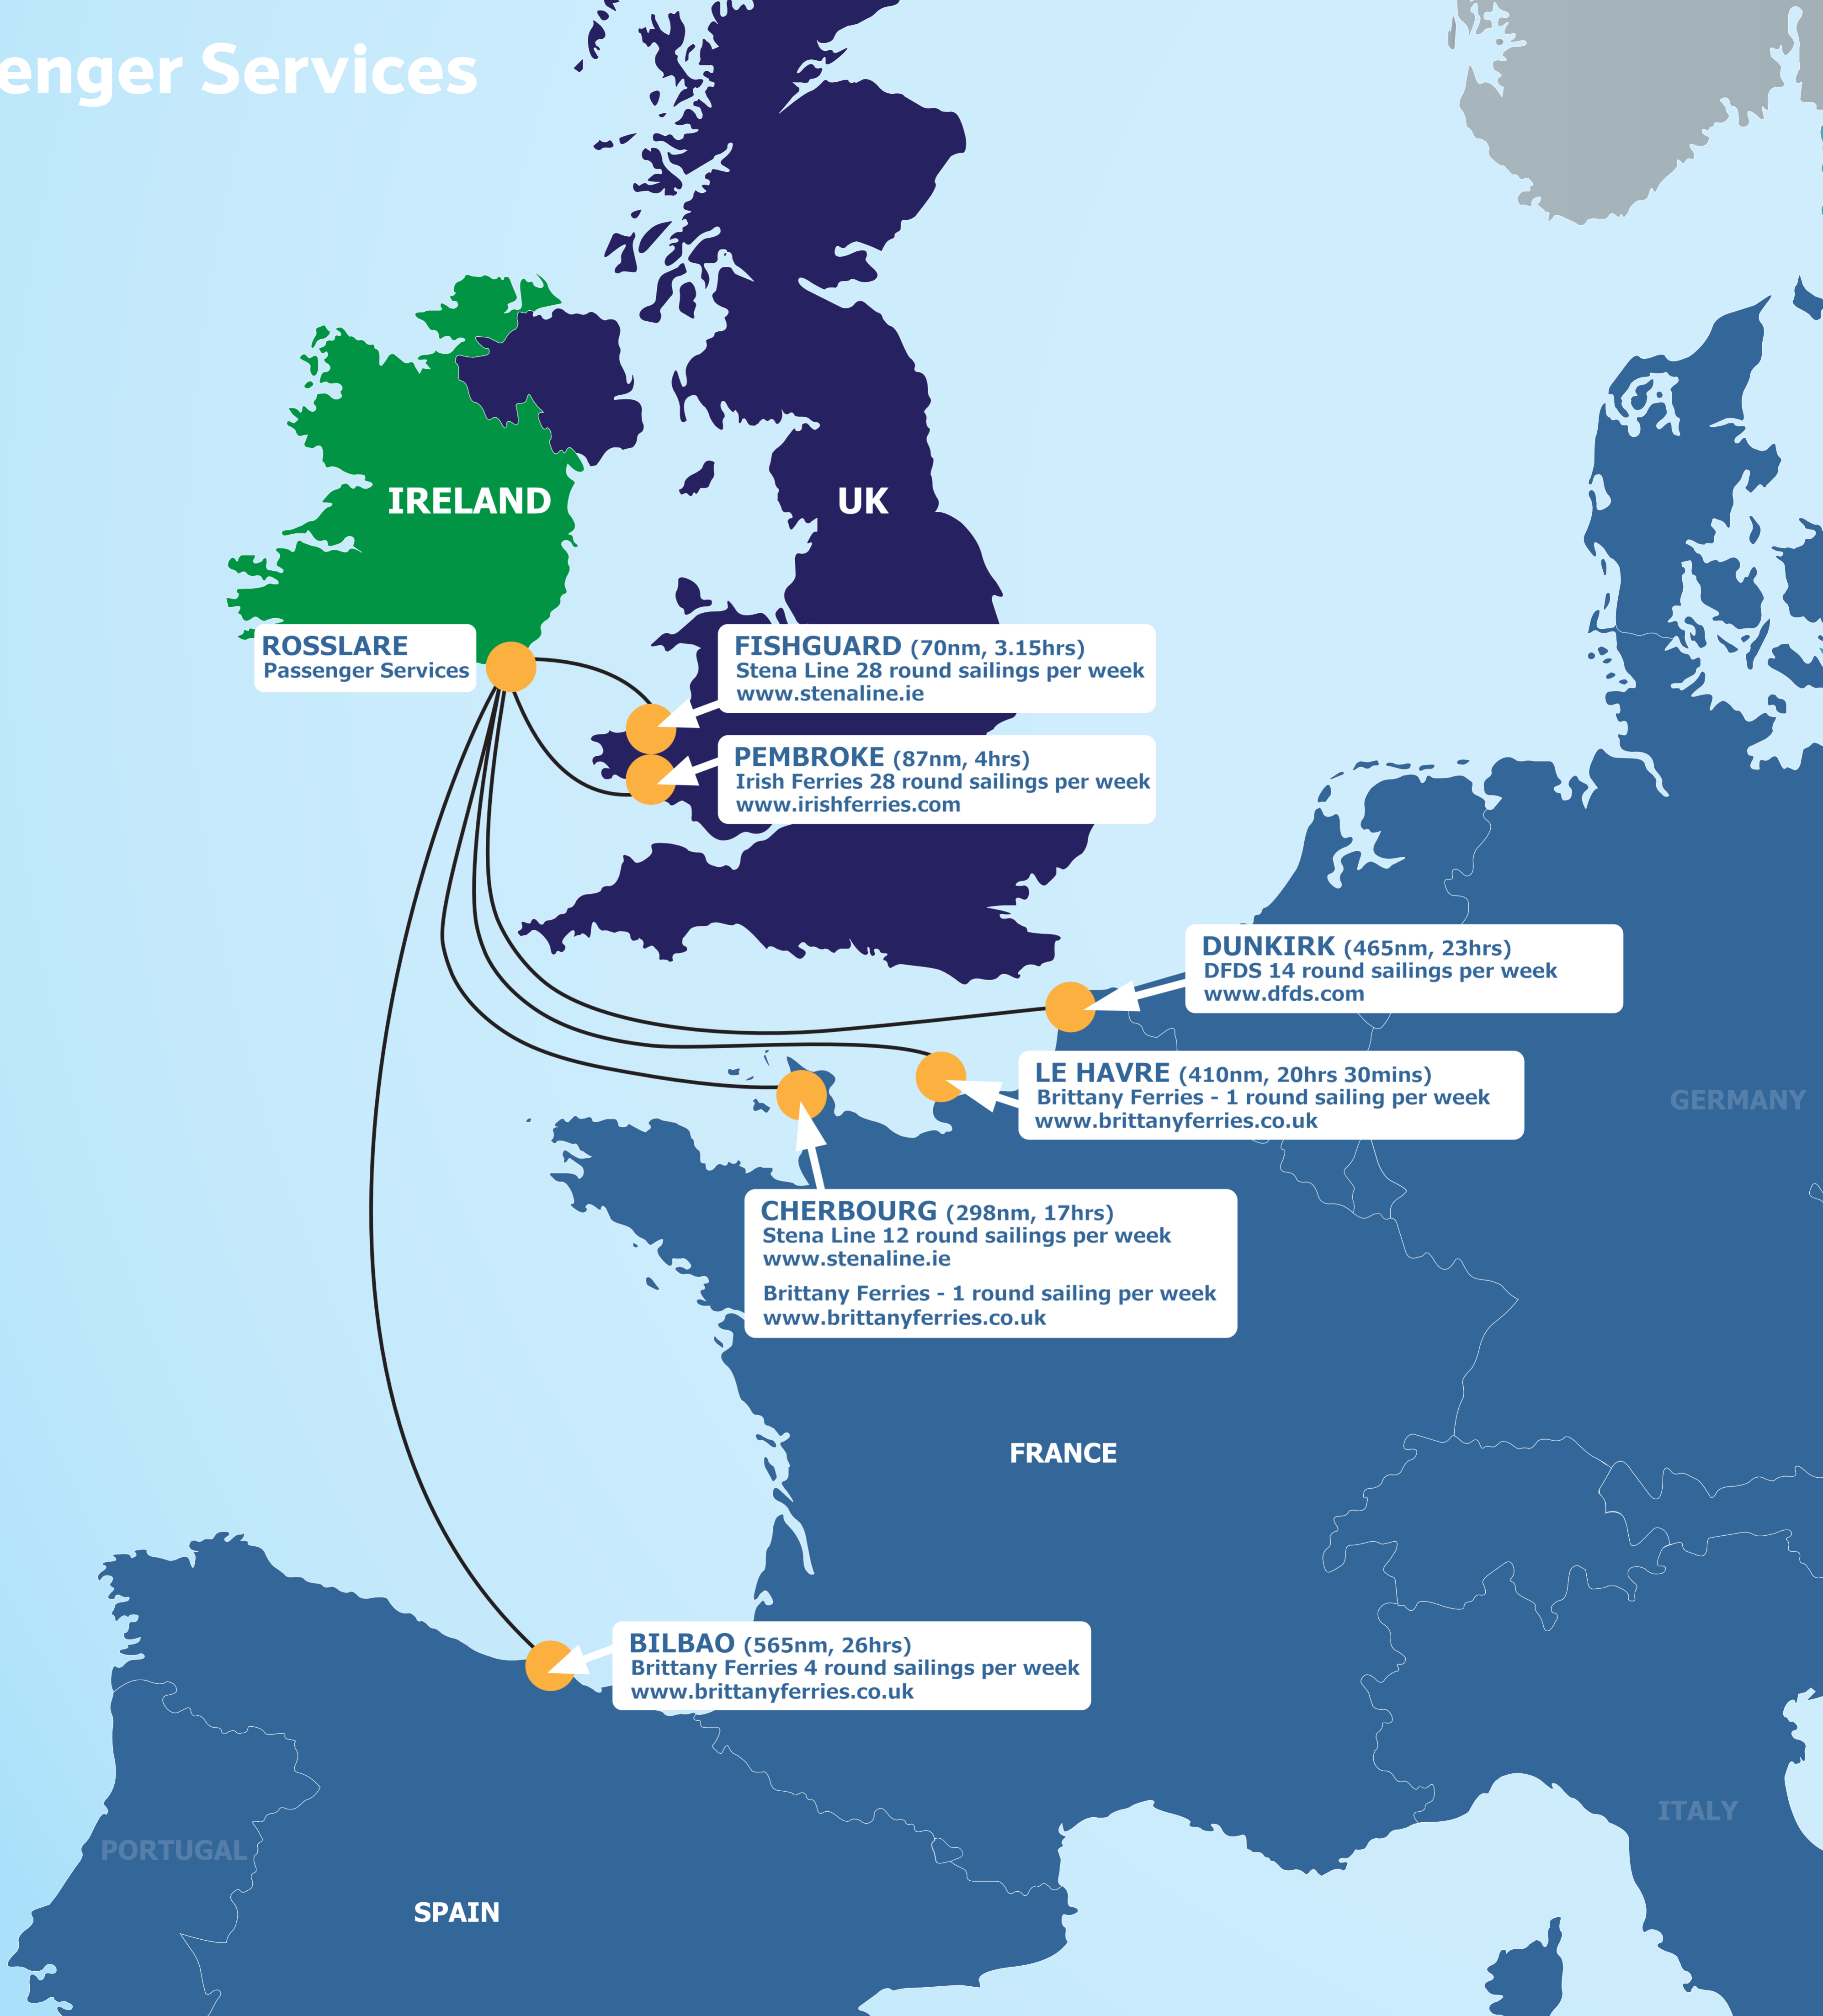 enger Services
IRELAND
UK
ROSSLARE
Passenger Services
FISHGUARD (70nm, 3.15hrs)
Stena Line 28 round sailings per week
www.stenaline.ie
PEMBROKE (87nm, 4hrs)
Irish Ferries 28 round sailings per week
www.irishferries.com
DUNKIRK (465nm, 23hrs)
DFDS 14 round sailings per week
www.dfds.com
LE HAVRE (410nm, 20hrs 30mins)
Brittany Ferries - 1 round sailing per week
www.brittanyferries.co.uk
GERMANY
CHERBOURG (298nm, 17hrs)
Stena Line 12 round sailings per week
www.stenaline.ie
Brittany Ferries - 1 round sailing per week
www.brittanyferries.co.uk
FRANCE
BILBAO (565nm, 26hrs)
Brittany Ferries 4 round sailings per week
www.brittanyferries.co.uk
ITALY
PORTUGAL
SPAIN